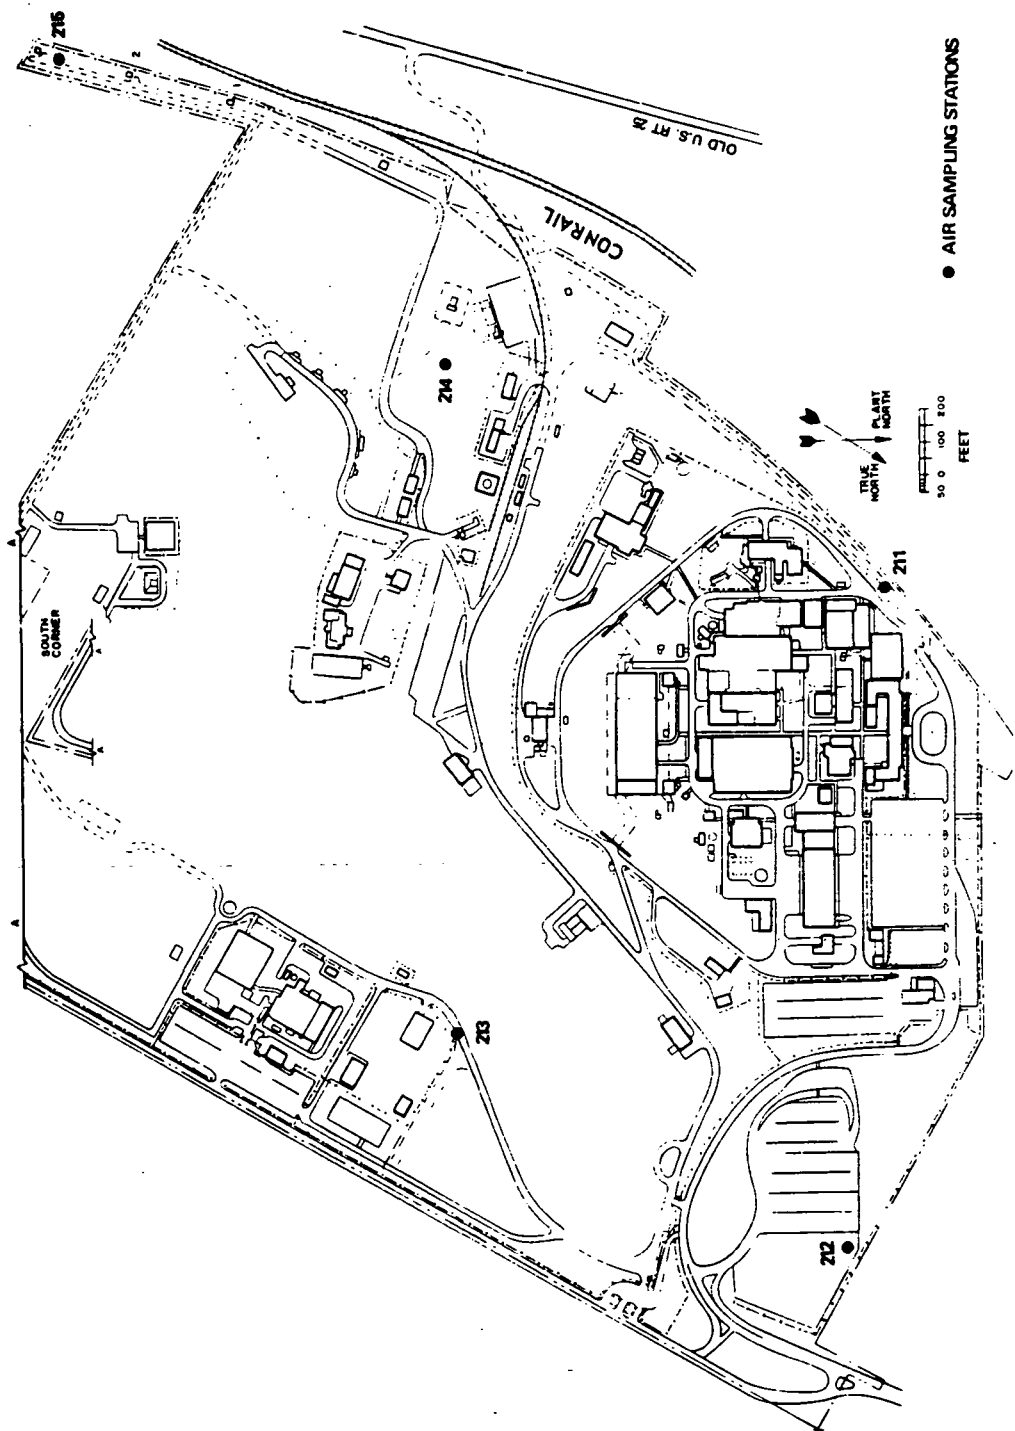 OLD U.S. RT 25
CONRAIL
214
SOUTH
CORNER
A
A
A
A
A
213
212
211
TRUE
NORTH
PLANT
NORTH
50 0 100 200
FEET
● AIR SAMPLING STATIONS